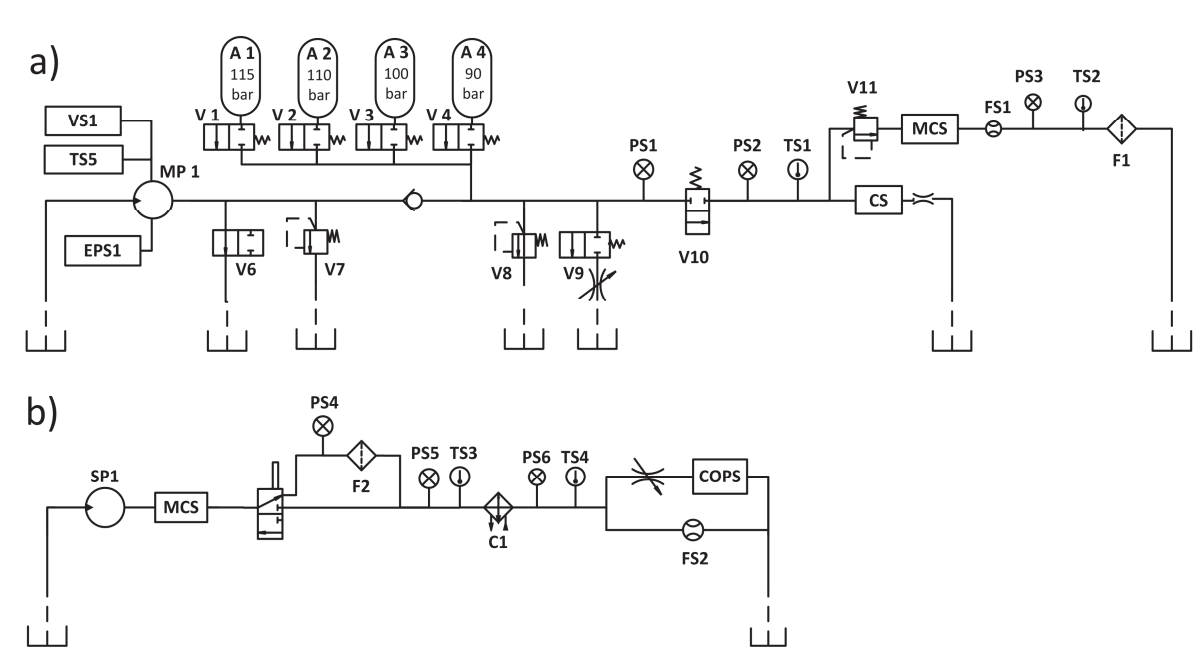 a)
A 1
115
bar
A 2
110
bar
A 3
100
bar
A 4
90
bar
V 1
V 2
V 3
V 4
VS1
TS5
MP 1
EPS1
V6
V7
V8
V9
PS1
V10
PS2
TS1
V11
MCS
FS1
PS3
TS2
F1
CS
b)
SP1
MCS
PS4
F2
PS5
TS3
C1
PS6
TS4
COPS
FS2